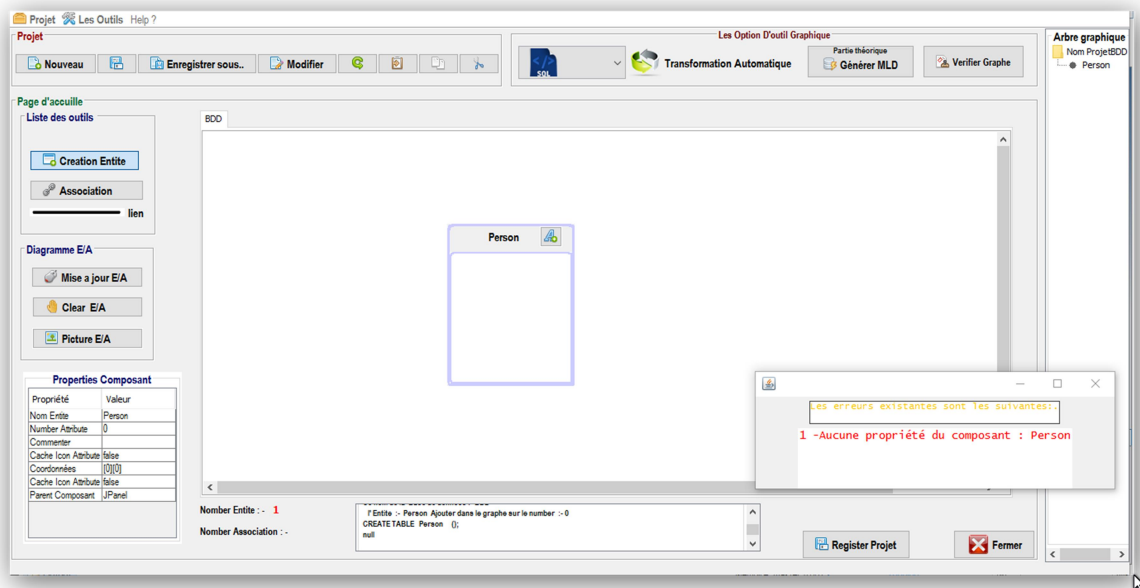 Projet Les Outils Help ?
Projet
Nouveau
Enregistrer sous..
Modifier
Les Option D'outil Graphique
SQL
Transformation Automatique
Partie théorique
Générer MLD
Verifier Graphe
Arbre graphique
Nom ProjetBDD
Person
Page d'accuille
Liste des outils
Creation Entite
Association
lien
BDD
Person
Diagramme E/A
Mise a jour E/A
Clear E/A
Picture E/A
Properties Composant
Propriété Valeur
Nom Entite Person
Number Attribute 0
Commenter
Cache Icon Attribute false
Coordonnées [0][0]
Cache Icon Attribute false
Parent Composant JPanel
Les erreurs existantes sont les suivantes:.
1 -Aucune propriété du composant : Person
Nomber Entite : - 1
Nomber Association : -
l' Entite :- Person Ajouter dans le graphe sur le number :- 0
CREATE TABLE Person ();
null
Register Projet
Fermer